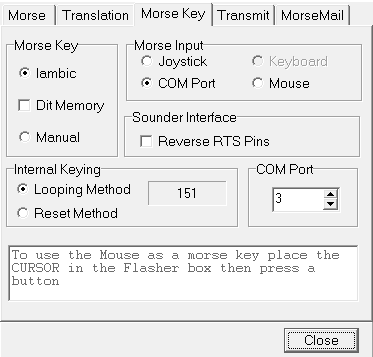 Morse Translation Morse Key Transmit MorseMail
Morse Key
Iambic
Dit Memory
Manual
Morse Input
Joystick Keyboard
COM Port Mouse
Sounder Interface
Reverse RTS Pins
Internal Keying
Looping Method 151
Reset Method
COM Port
3
To use the Mouse as a morse key place the
CURSOR in the Flasher box then press a
button
Close